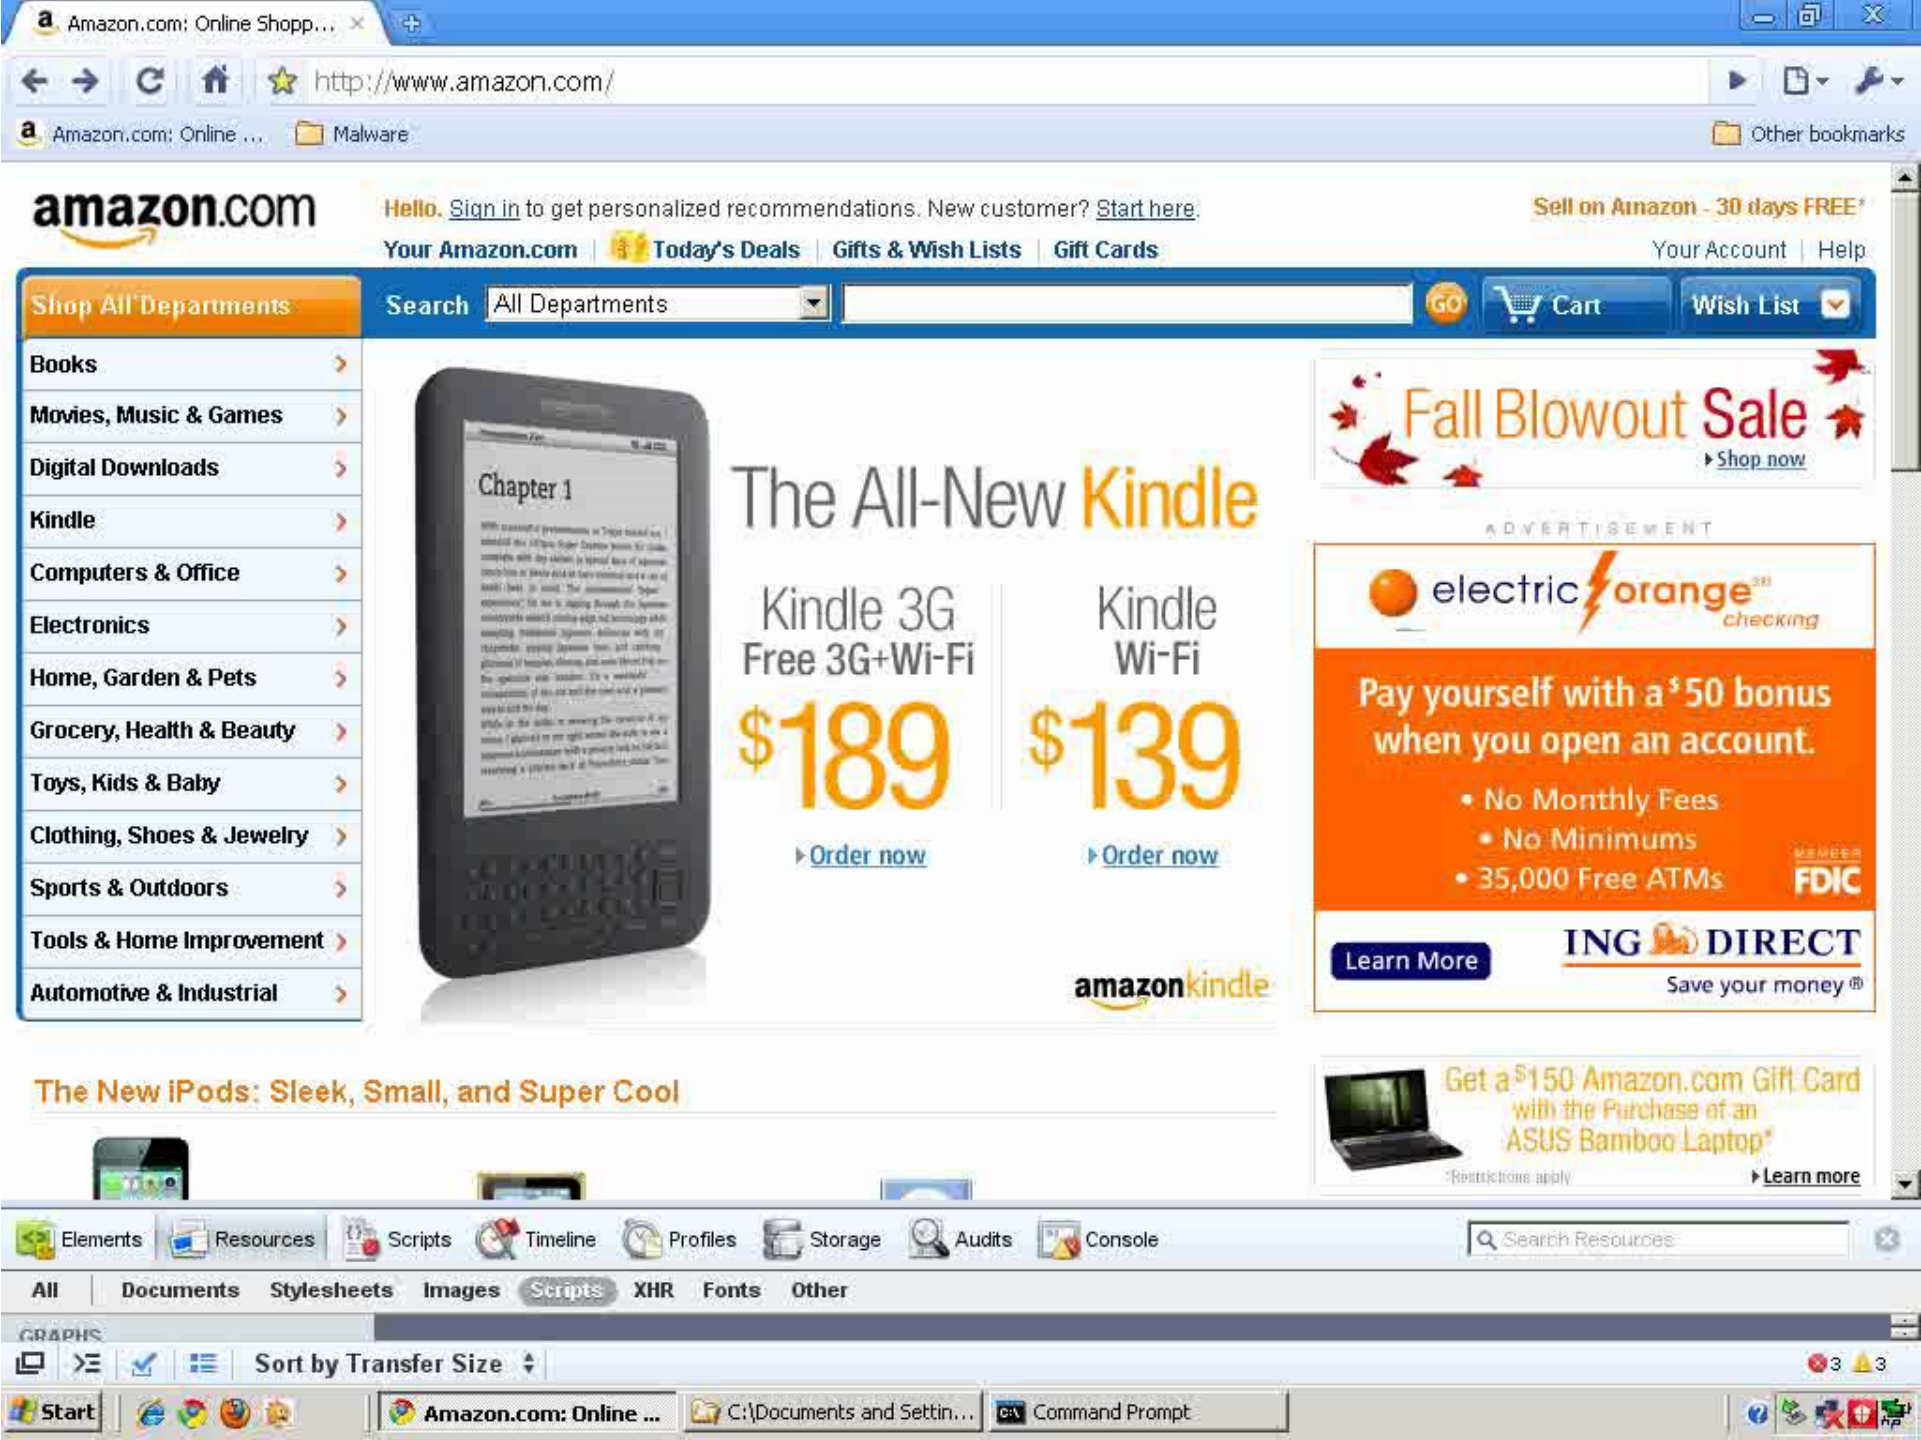 Amazon.com: Online Shopp...
http://www.amazon.com/
Amazon.com: Online ...
Malware
Other bookmarks
amazon.com
Hello. Sign in to get personalized recommendations. New customer? Start here.
Sell on Amazon - 30 days FREE*
Your Amazon.com | Today's Deals | Gifts & Wish Lists | Gift Cards
Your Account | Help
Shop All Departments
Search All Departments GO Cart Wish List
Books
Movies, Music & Games
Digital Downloads
Kindle
Computers & Office
Electronics
Home, Garden & Pets
Grocery, Health & Beauty
Toys, Kids & Baby
Clothing, Shoes & Jewelry
Sports & Outdoors
Tools & Home Improvement
Automotive & Industrial
Chapter 1
The All-New Kindle
Kindle 3G
Free 3G+Wi-Fi
$189
Order now
Kindle
Wi-Fi
$139
Order now
amazonkindle
Fall Blowout Sale
Shop now
ADVERTISEMENT
electric orange℠
checking
Pay yourself with a $50 bonus
when you open an account.
• No Monthly Fees
• No Minimums
• 35,000 Free ATMs
MEMBER
FDIC
Learn More
ING DIRECT
Save your money ®
The New iPods: Sleek, Small, and Super Cool
Get a $150 Amazon.com Gift Card
with the Purchase of an
ASUS Bamboo Laptop*
*Restrictions apply
Learn more
Elements Resources Scripts Timeline Profiles Storage Audits Console
Search Resources
All Documents Stylesheets Images Scripts XHR Fonts Other
GRAPHS
Sort by Transfer Size
3 3
Start
Amazon.com: Online ...
C:\Documents and Settin...
Command Prompt
hp